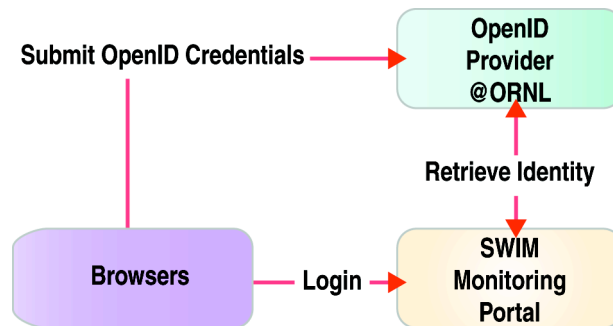 Submit OpenID Credentials
OpenID
Provider
@ORNL
Retrieve Identity
Browsers
Login
SWIM
Monitoring
Portal